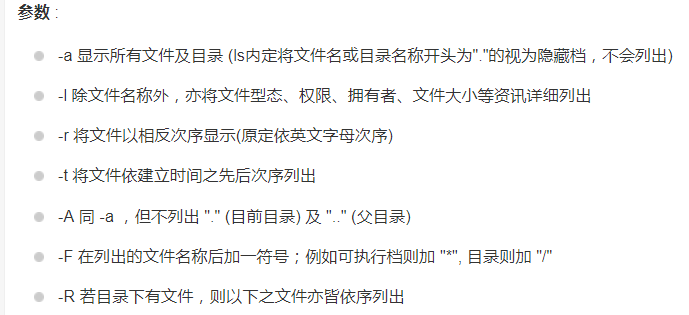 参数 :
-a 显示所有文件及目录 (ls内定将文件名或目录名称开头为"."的视为隐藏档，不会列出)
-l 除文件名称外，亦将文件型态、权限、拥有者、文件大小等资讯详细列出
-r 将文件以相反次序显示(原定依英文字母次序)
-t 将文件依建立时间之先后次序列出
-A 同 -a ，但不列出 "." (目前目录) 及 ".." (父目录)
-F 在列出的文件名称后加一符号；例如可执行档则加 "*", 目录则加 "/"
-R 若目录下有文件，则以下之文件亦皆依序列出